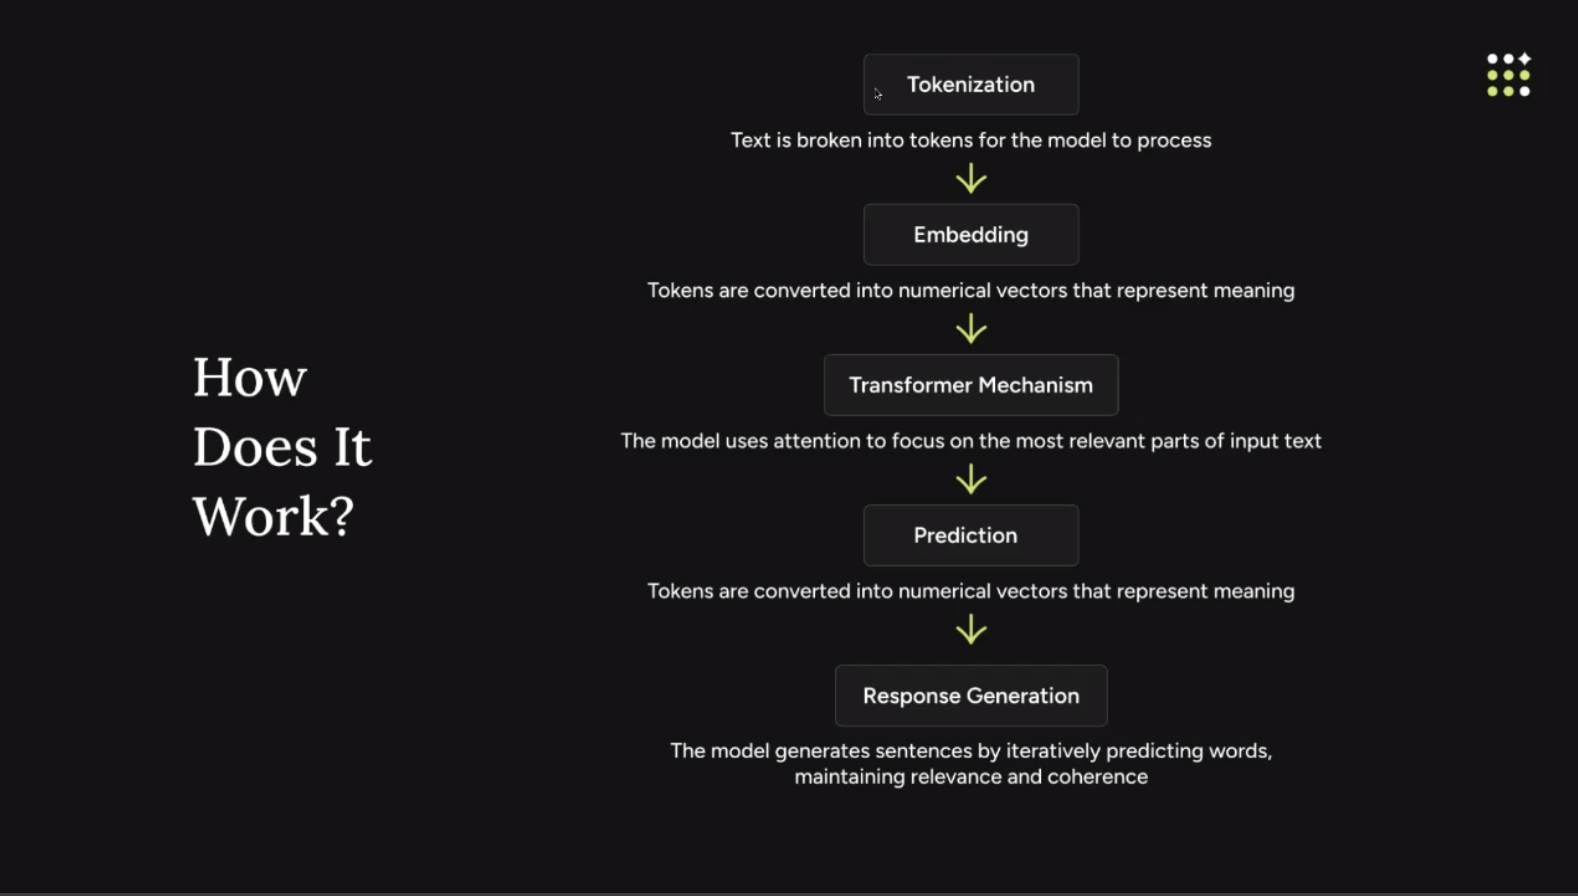 How
Does It
Work?
Tokenization
Text is broken into tokens for the model to process
Embedding
Tokens are converted into numerical vectors that represent meaning
Transformer Mechanism
The model uses attention to focus on the most relevant parts of input text
Prediction
Tokens are converted into numerical vectors that represent meaning
Response Generation
The model generates sentences by iteratively predicting words,
maintaining relevance and coherence